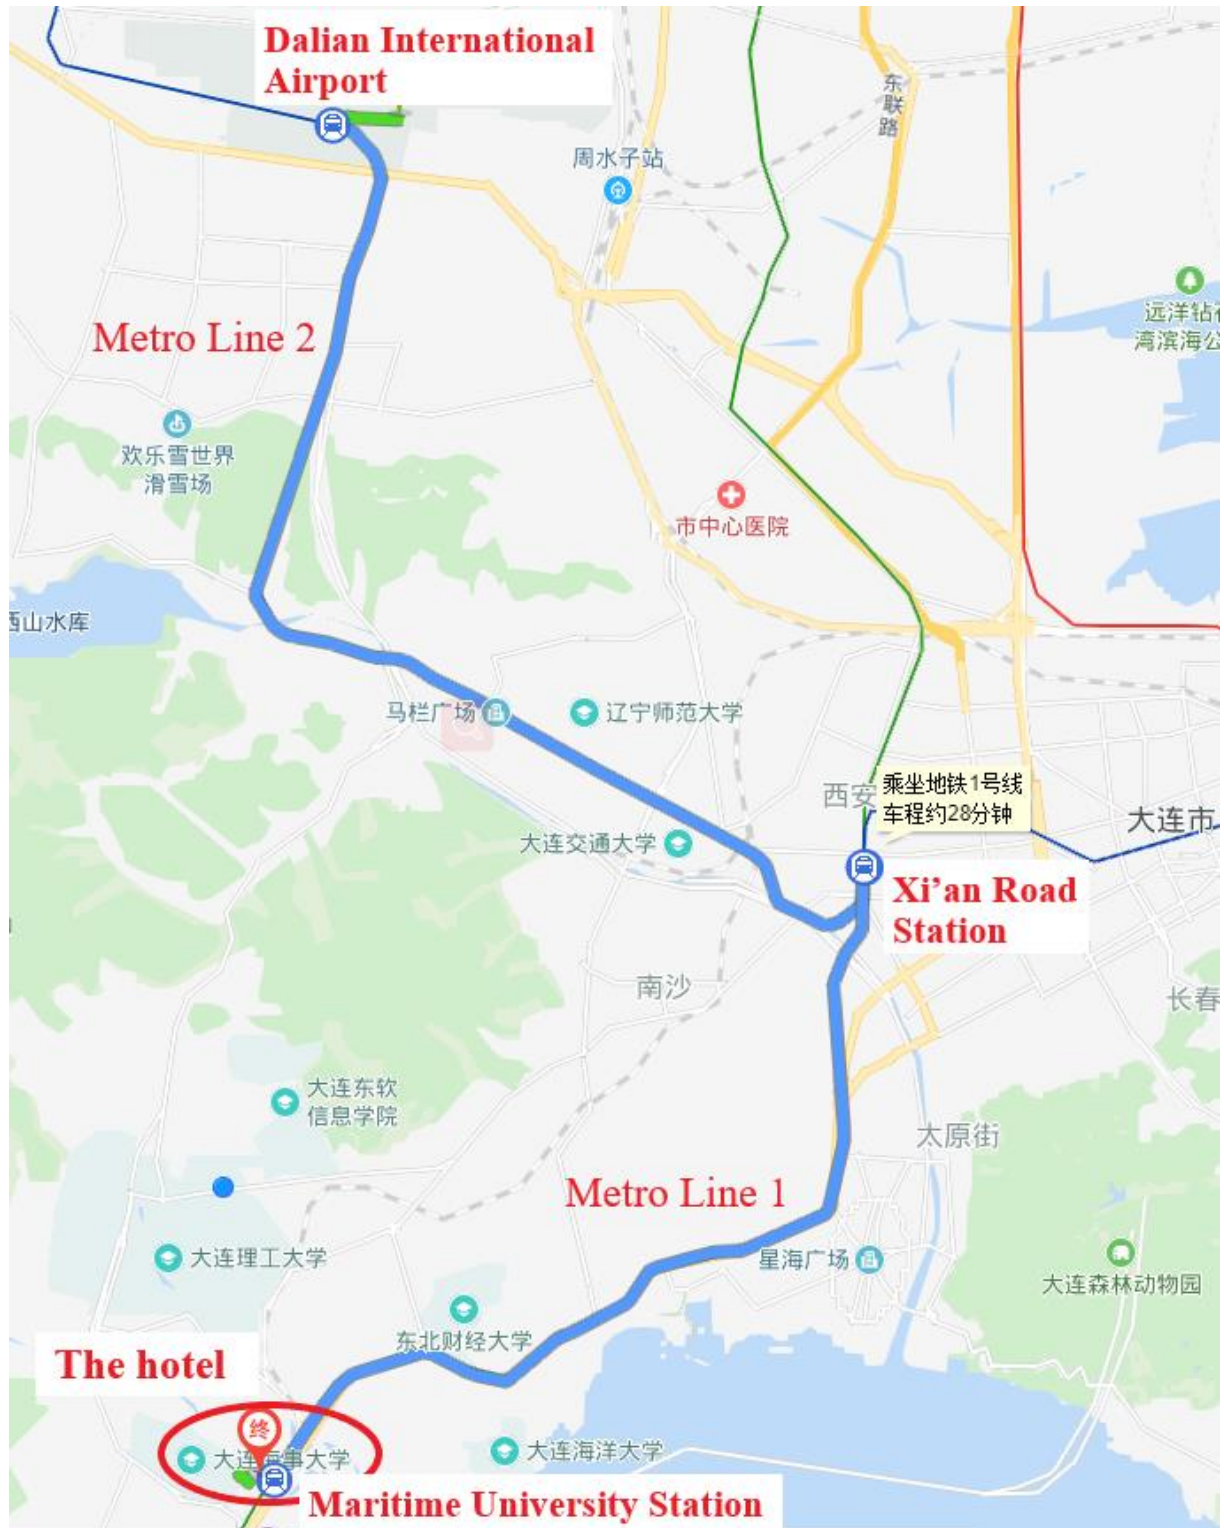 Dalian International
Airport
东
联
路
周水子站
远洋钻石
湾滨海公
Metro Line 2
欢乐雪世界
滑雪场
市中心医院
西山水库
马栏广场
辽宁师范大学
西安
乘坐地铁1号线
车程约28分钟
大连市
大连交通大学
Xi’an Road
Station
南沙
长春
大连东软
信息学院
太原街
Metro Line 1
大连理工大学
星海广场
大连森林动物园
东北财经大学
The hotel
终
大连海事大学
大连海洋大学
Maritime University Station